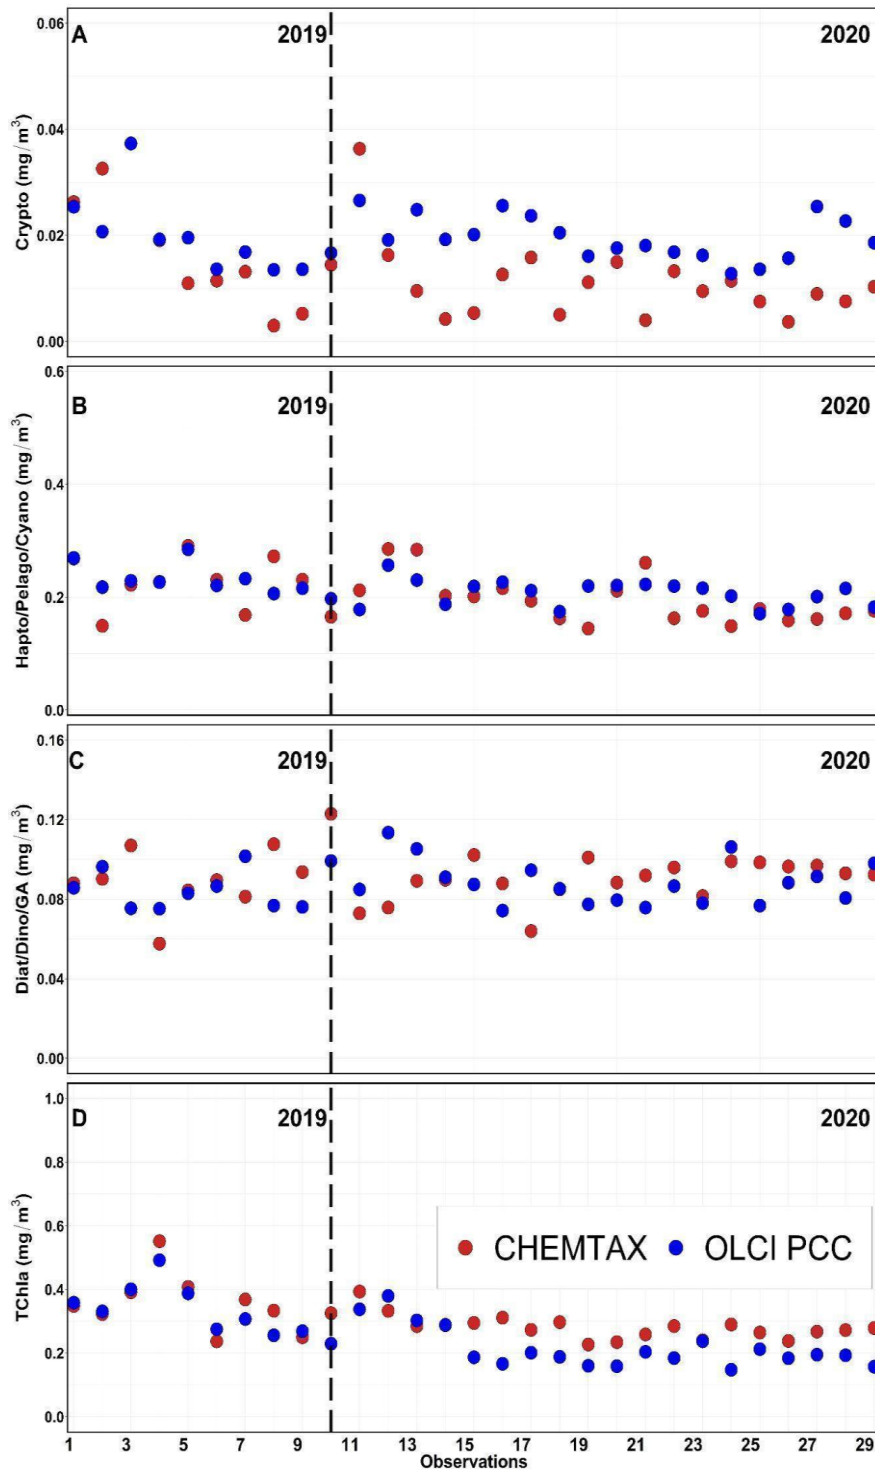 A 2019 2020
0.06
0.04
0.02
0.00
Crypto (mg/m³)
B 2019 2020
0.6
0.4
0.2
0.0
Hapto/Pelago/Cyano (mg/m³)
C 2019 2020
0.16
0.12
0.08
0.04
0.00
Diat/Dino/GA (mg/m³)
D 2019 2020
1.0
0.8
0.6
0.4
0.2
0.0
TChla (mg/m³)
CHEMTAX OLCI PCC
1 3 5 7 9 11 13 15 17 19 21 23 25 27 29
Observations